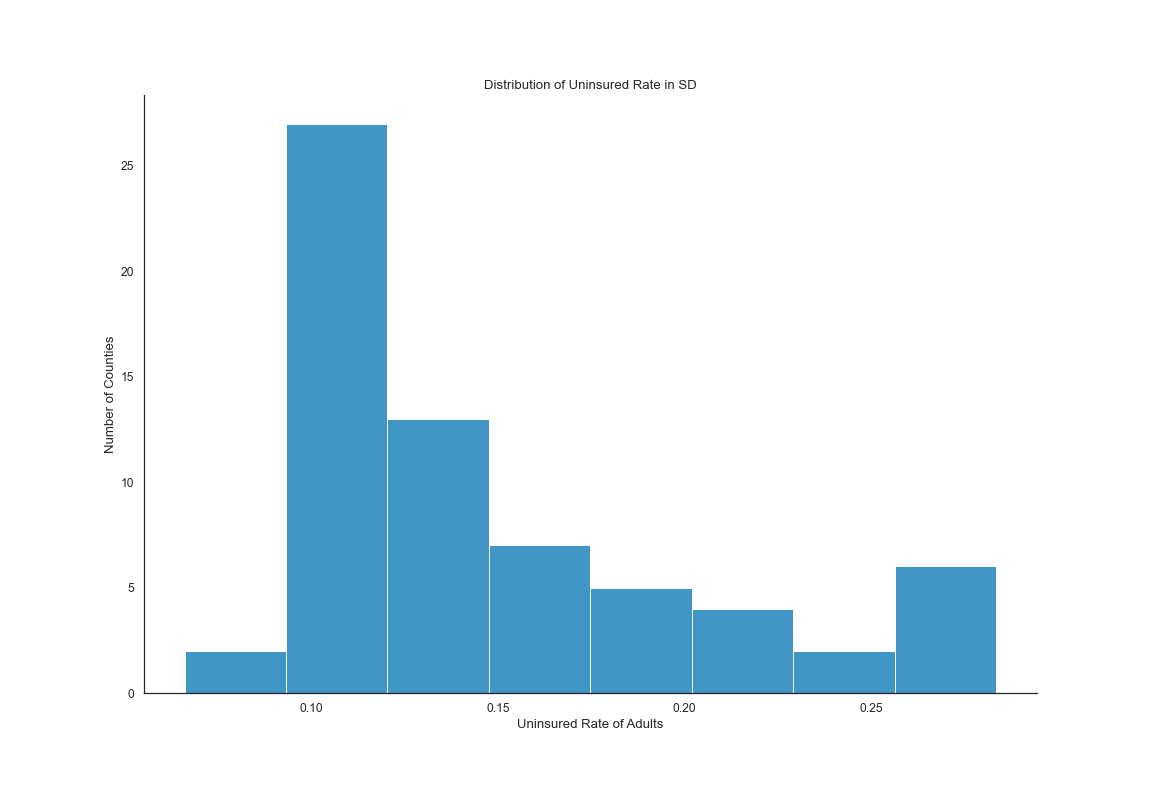 Distribution of Uninsured Rate in SD
25
20
15
10
5
0
Number of Counties
0.10 0.15 0.20 0.25
Uninsured Rate of Adults